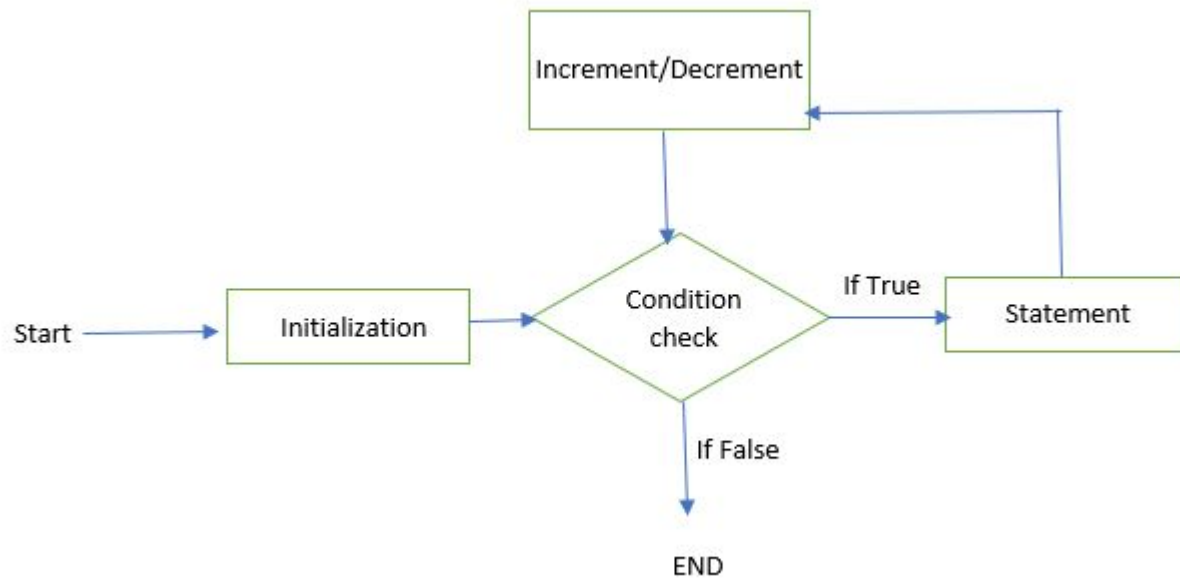 Increment/Decrement
Start
Initialization
Condition
check
If True
Statement
If False
END